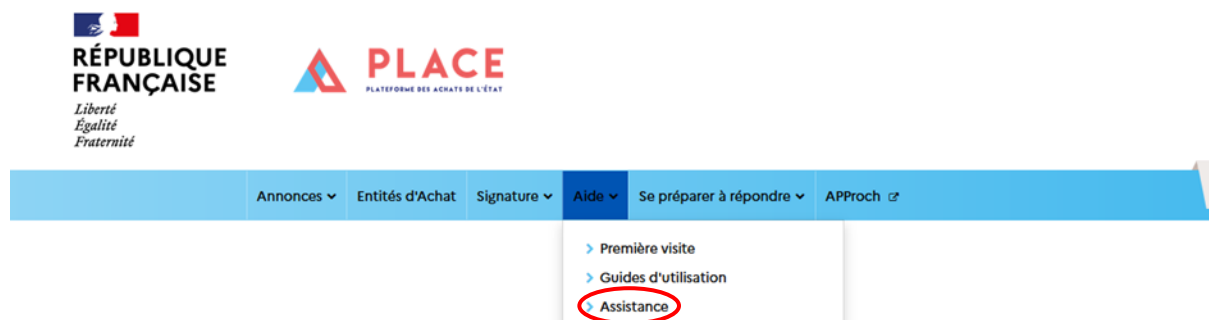 RÉPUBLIQUE
FRANÇAISE
Liberté
Égalité
Fraternité
PLACE
PLATEFORME DES ACHATS DE L'ÉTAT
Annonces Entités d'Achat Signature Aide Se préparer à répondre APProch
Première visite
Guides d'utilisation
Assistance